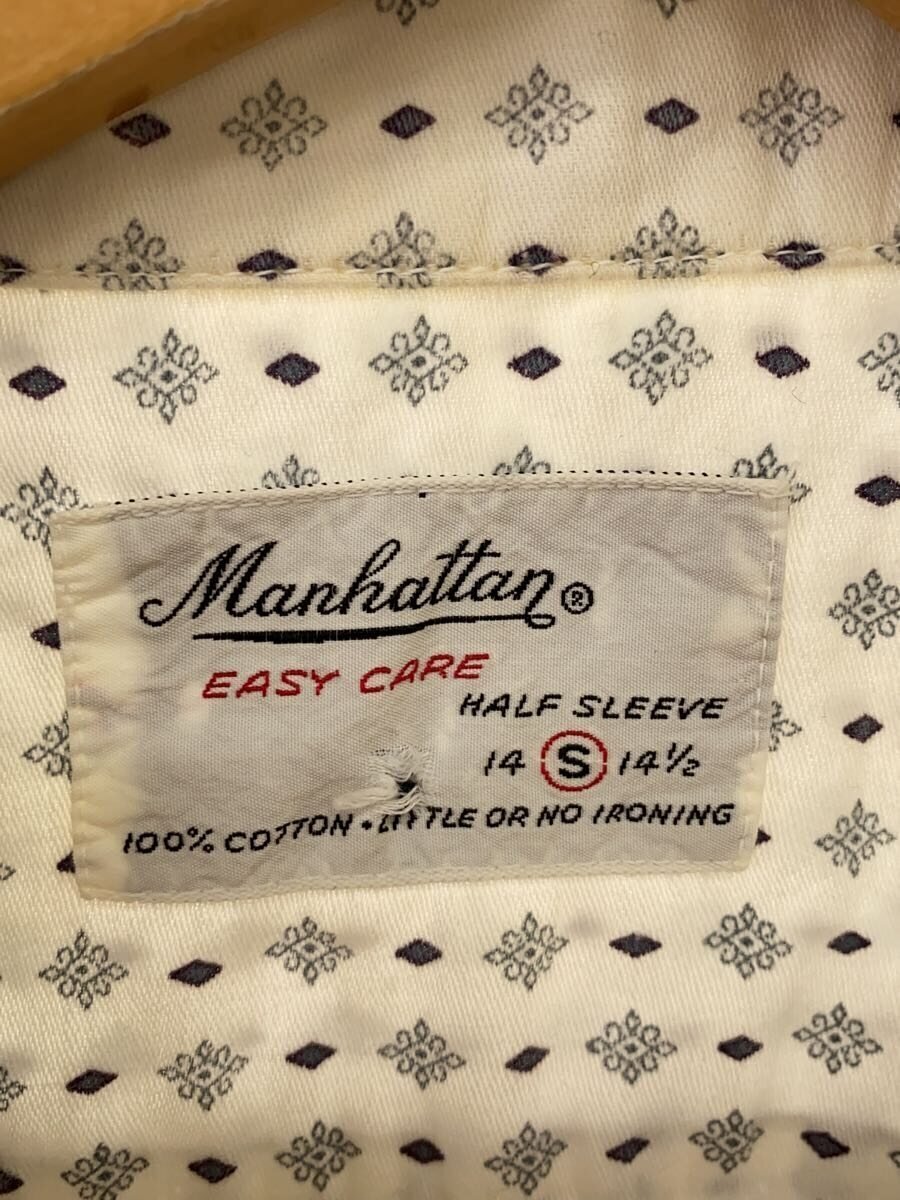 Manhattan®
EASY CARE
HALF SLEEVE
14 S 14½
100% COTTON • LITTLE OR NO IRONING